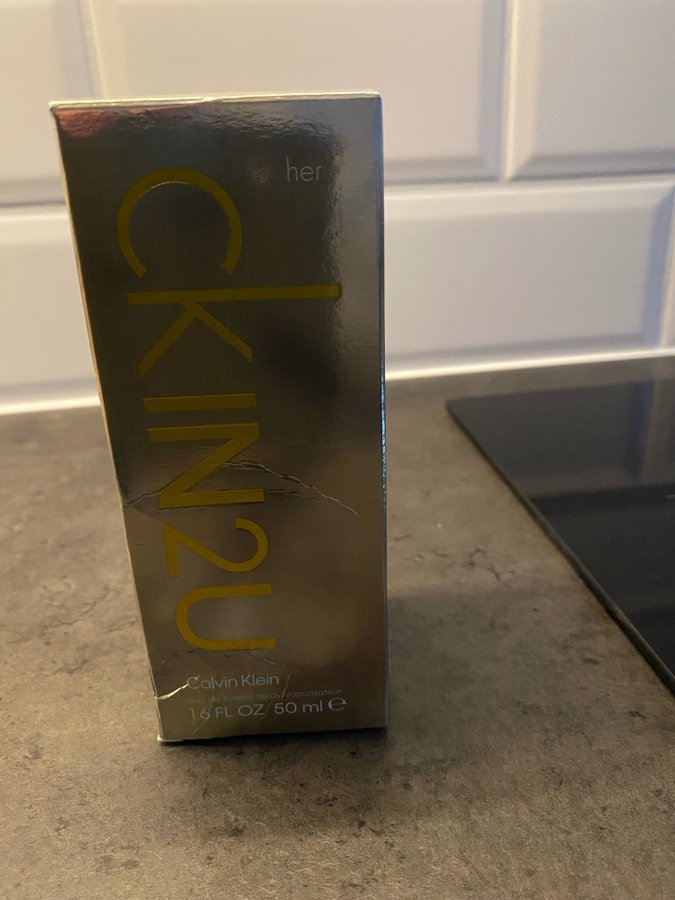 her
ckIN2U
Calvin Klein
eau de toilette spray/vaporisateur
1.6 FL OZ/50 ml ℮